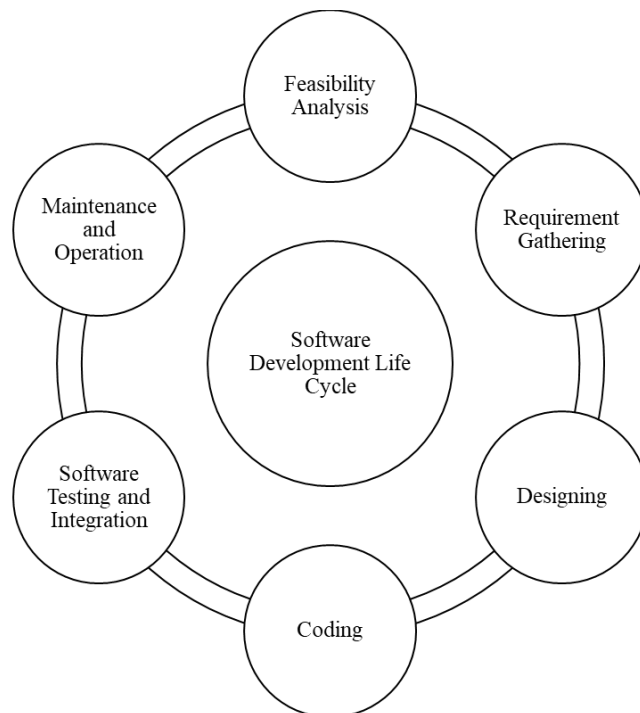 Feasibility
Analysis
Requirement
Gathering
Designing
Coding
Software
Testing and
Integration
Maintenance
and
Operation
Software
Development Life
Cycle